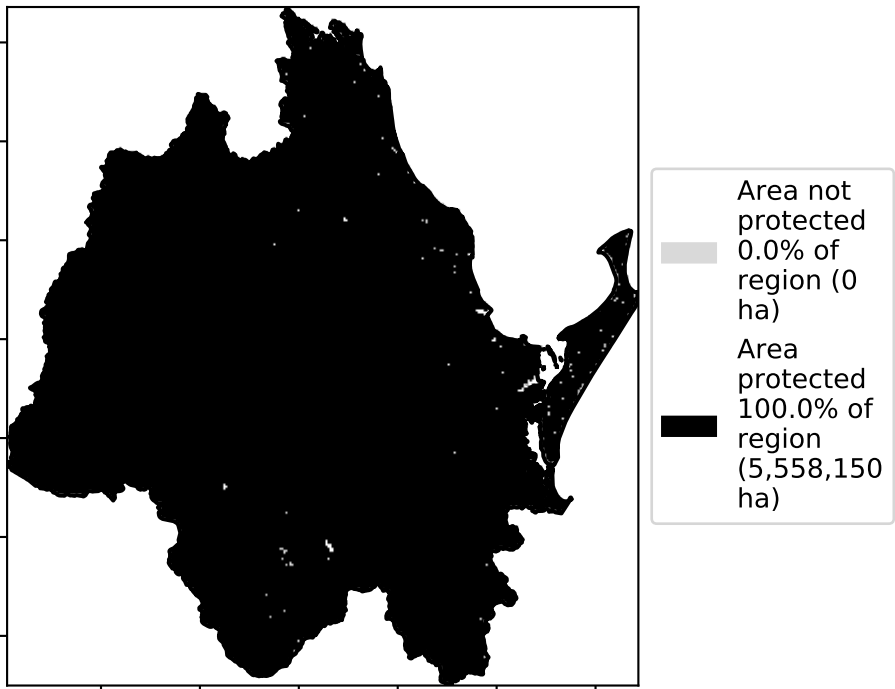 Area not
protected
0.0% of
region (0
ha)
Area
protected
100.0% of
region
(5,558,150
ha)